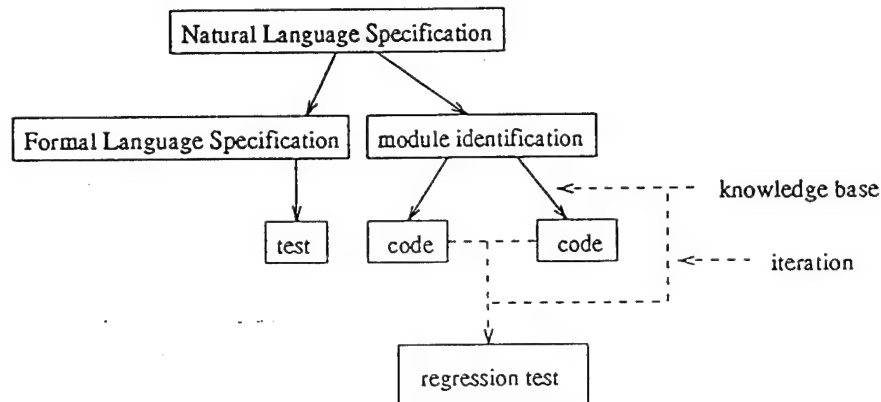 Natural Language Specification
Formal Language Specification
module identification
knowledge base
test
code
code
iteration
regression test